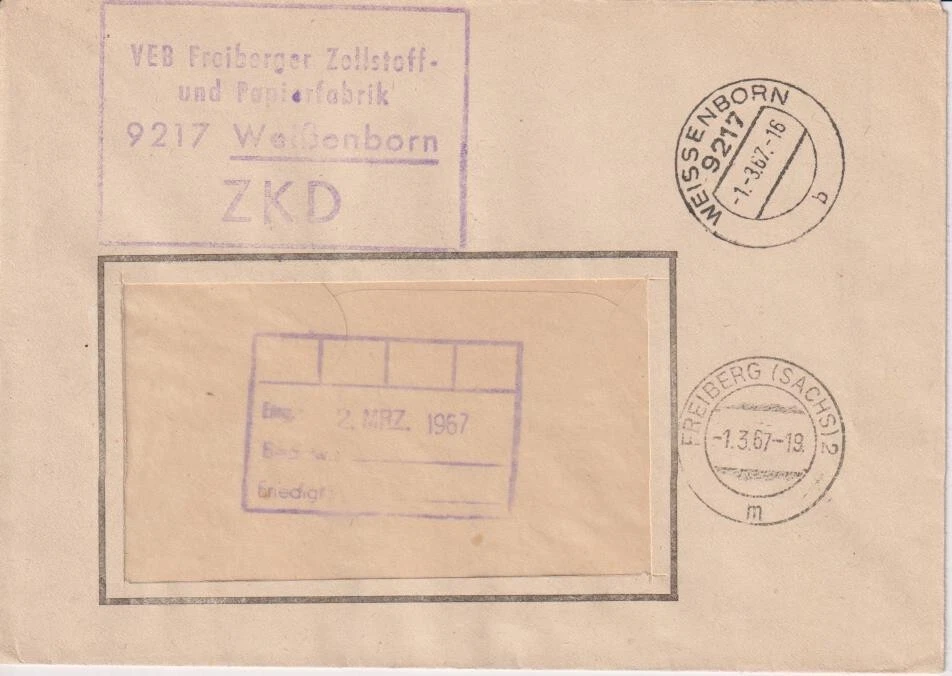 VEB Freiberger Zellstoff-
und Papierfabrik
9217 Weißenborn
ZKD
WEISSENBORN
9217
-1.-3.67.-16
b
Eing.: 2. MRZ. 1967
Erledigt:
FREIBERG (SACHS) 2
-1.3.67-19.
m